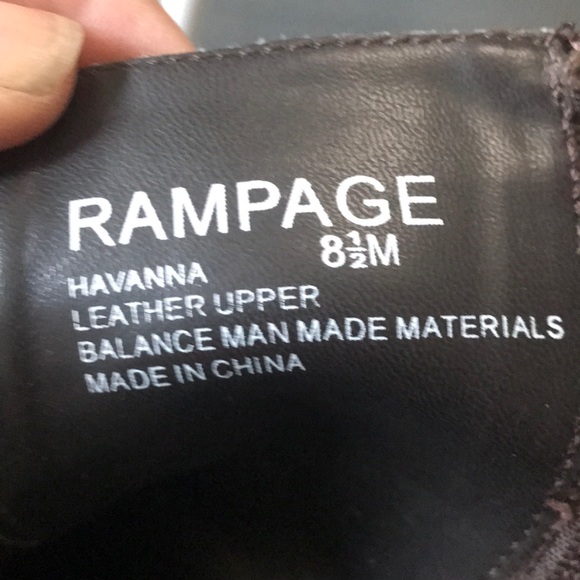 RAMPAGE
8½M
HAVANNA
LEATHER UPPER
BALANCE MAN MADE MATERIALS
MADE IN CHINA